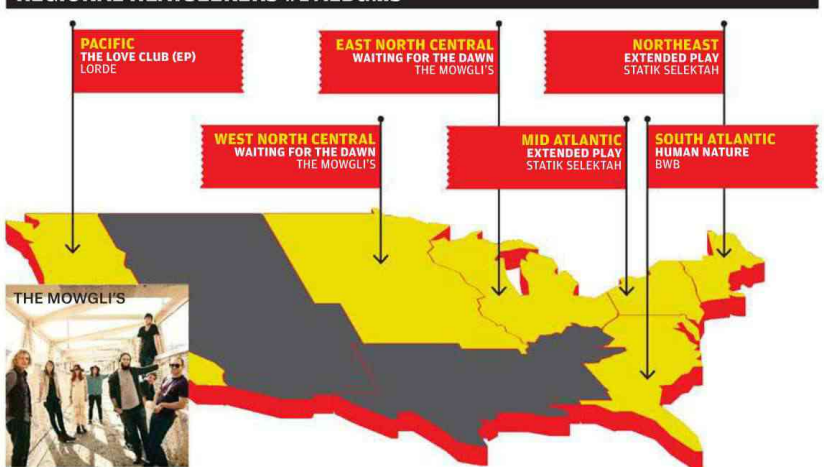 PACIFIC
THE LOVE CLUB (EP)
LORDE
EAST NORTH CENTRAL
WAITING FOR THE DAWN
THE MOWGLI'S
NORTHEAST
EXTENDED PLAY
STATIK SELEKTAH
WEST NORTH CENTRAL
WAITING FOR THE DAWN
THE MOWGLI'S
MID ATLANTIC
EXTENDED PLAY
STATIK SELEKTAH
SOUTH ATLANTIC
HUMAN NATURE
BWB
THE MOWGLI'S